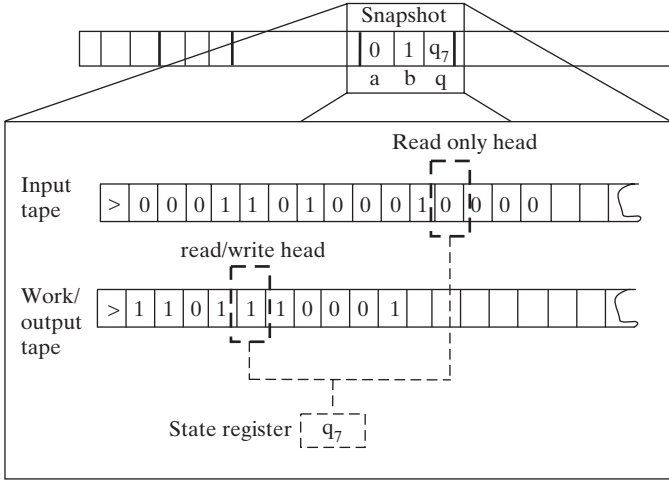 Snapshot
0 1 q₇
a b q
Read only head
Input tape
> 0 0 0 1 1 0 1 0 0 0 1 0 0 0 0
read/write head
Work/ output tape
> 1 1 0 1 1 1 0 0 0 1
State register q₇